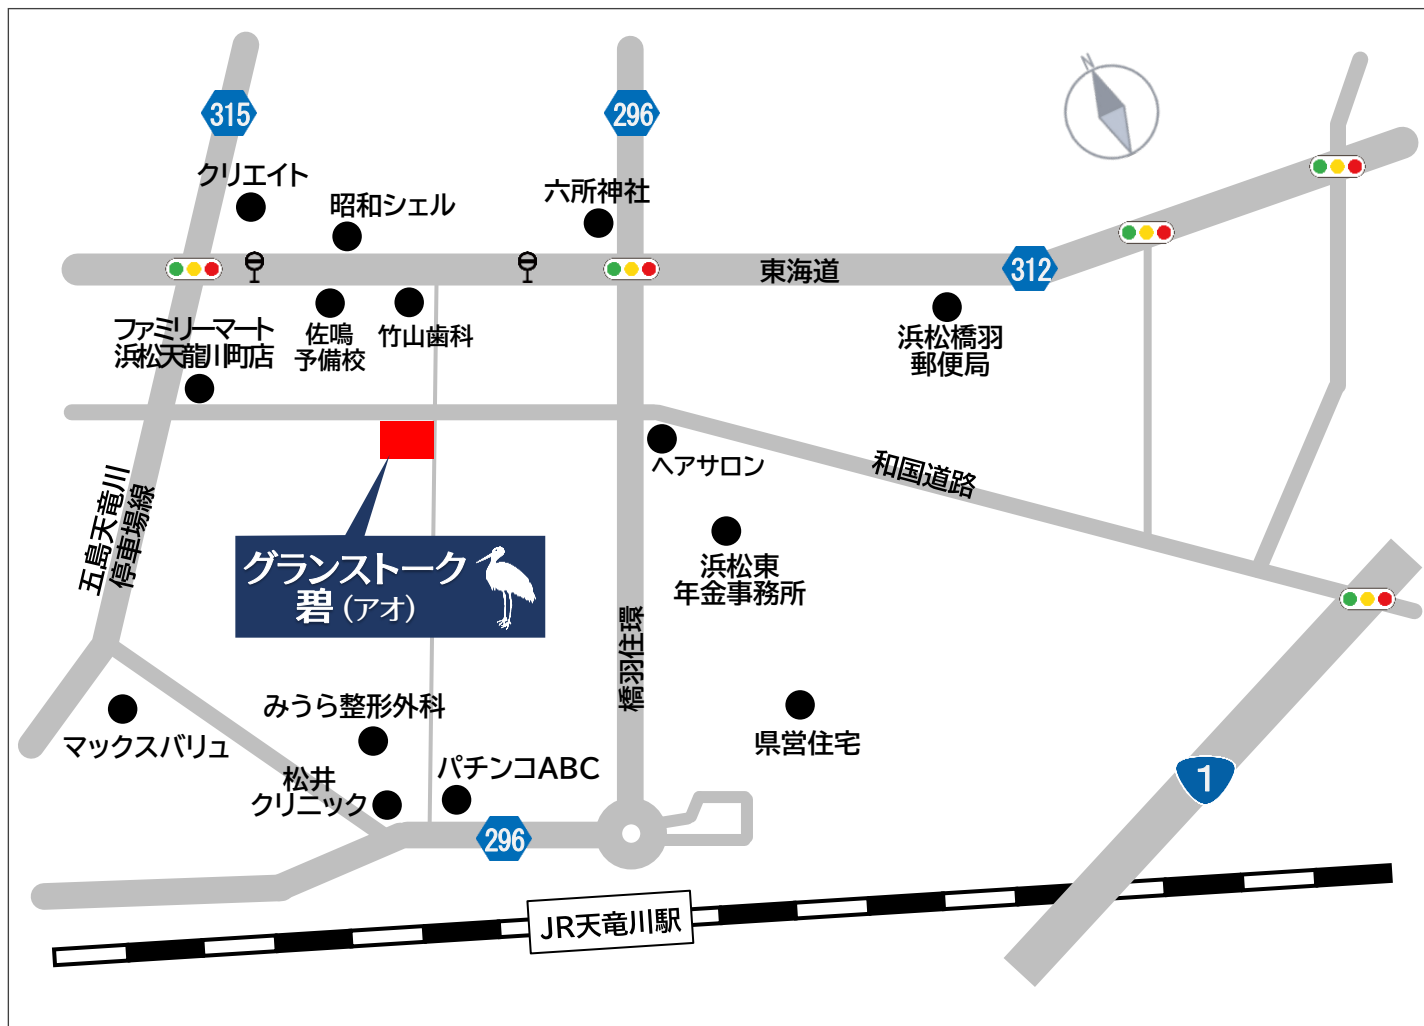 N
315
296
クリエイト
昭和シェル
六所神社
東海道
312
ファミリーマート
浜松天龍川町店
佐鳴
予備校
竹山歯科
浜松橋羽
郵便局
ヘアサロン
和国道路
五島天竜川
停車場線
グランストーク
碧(アオ)
浜松東
年金事務所
橋羽住環
みうら整形外科
マックスバリュ
県営住宅
松井
クリニック
パチンコABC
1
296
JR天竜川駅